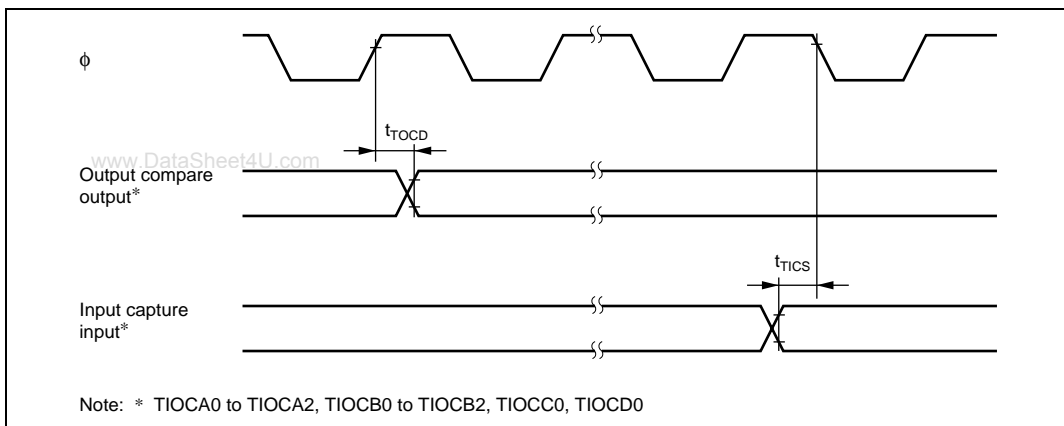 ϕ
tTOCD
www.DataSheet4U.com
Output compare
output*
tTICS
Input capture
input*
Note: * TIOCA0 to TIOCA2, TIOCB0 to TIOCB2, TIOCC0, TIOCD0